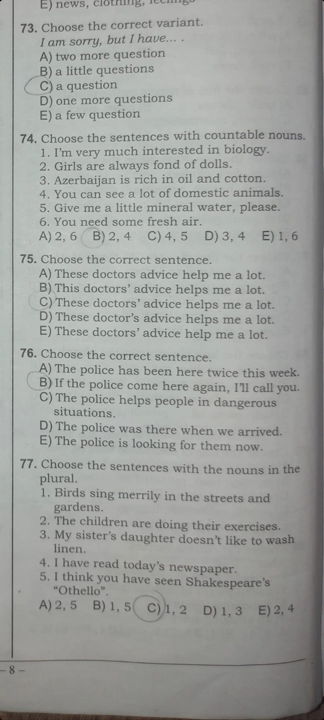 E) news, clothing, feelings
73. Choose the correct variant.
I am sorry, but I have... .
A) two more question
B) a little questions
C) a question
D) one more questions
E) a few question
74. Choose the sentences with countable nouns.
1. I'm very much interested in biology.
2. Girls are always fond of dolls.
3. Azerbaijan is rich in oil and cotton.
4. You can see a lot of domestic animals.
5. Give me a little mineral water, please.
6. You need some fresh air.
A) 2, 6 B) 2, 4 C) 4, 5 D) 3, 4 E) 1, 6
75. Choose the correct sentence.
A) These doctors advice help me a lot.
B) This doctors' advice helps me a lot.
C) These doctors' advice helps me a lot.
D) These doctor's advice helps me a lot.
E) These doctors' advice help me a lot.
76. Choose the correct sentence.
A) The police has been here twice this week.
B) If the police come here again, I'll call you.
C) The police helps people in dangerous
situations.
D) The police was there when we arrived.
E) The police is looking for them now.
77. Choose the sentences with the nouns in the
plural.
1. Birds sing merrily in the streets and
gardens.
2. The children are doing their exercises.
3. My sister's daughter doesn't like to wash
linen.
4. I have read today's newspaper.
5. I think you have seen Shakespeare's
"Othello".
A) 2, 5 B) 1, 5 C) 1, 2 D) 1, 3 E) 2, 4
– 8 –